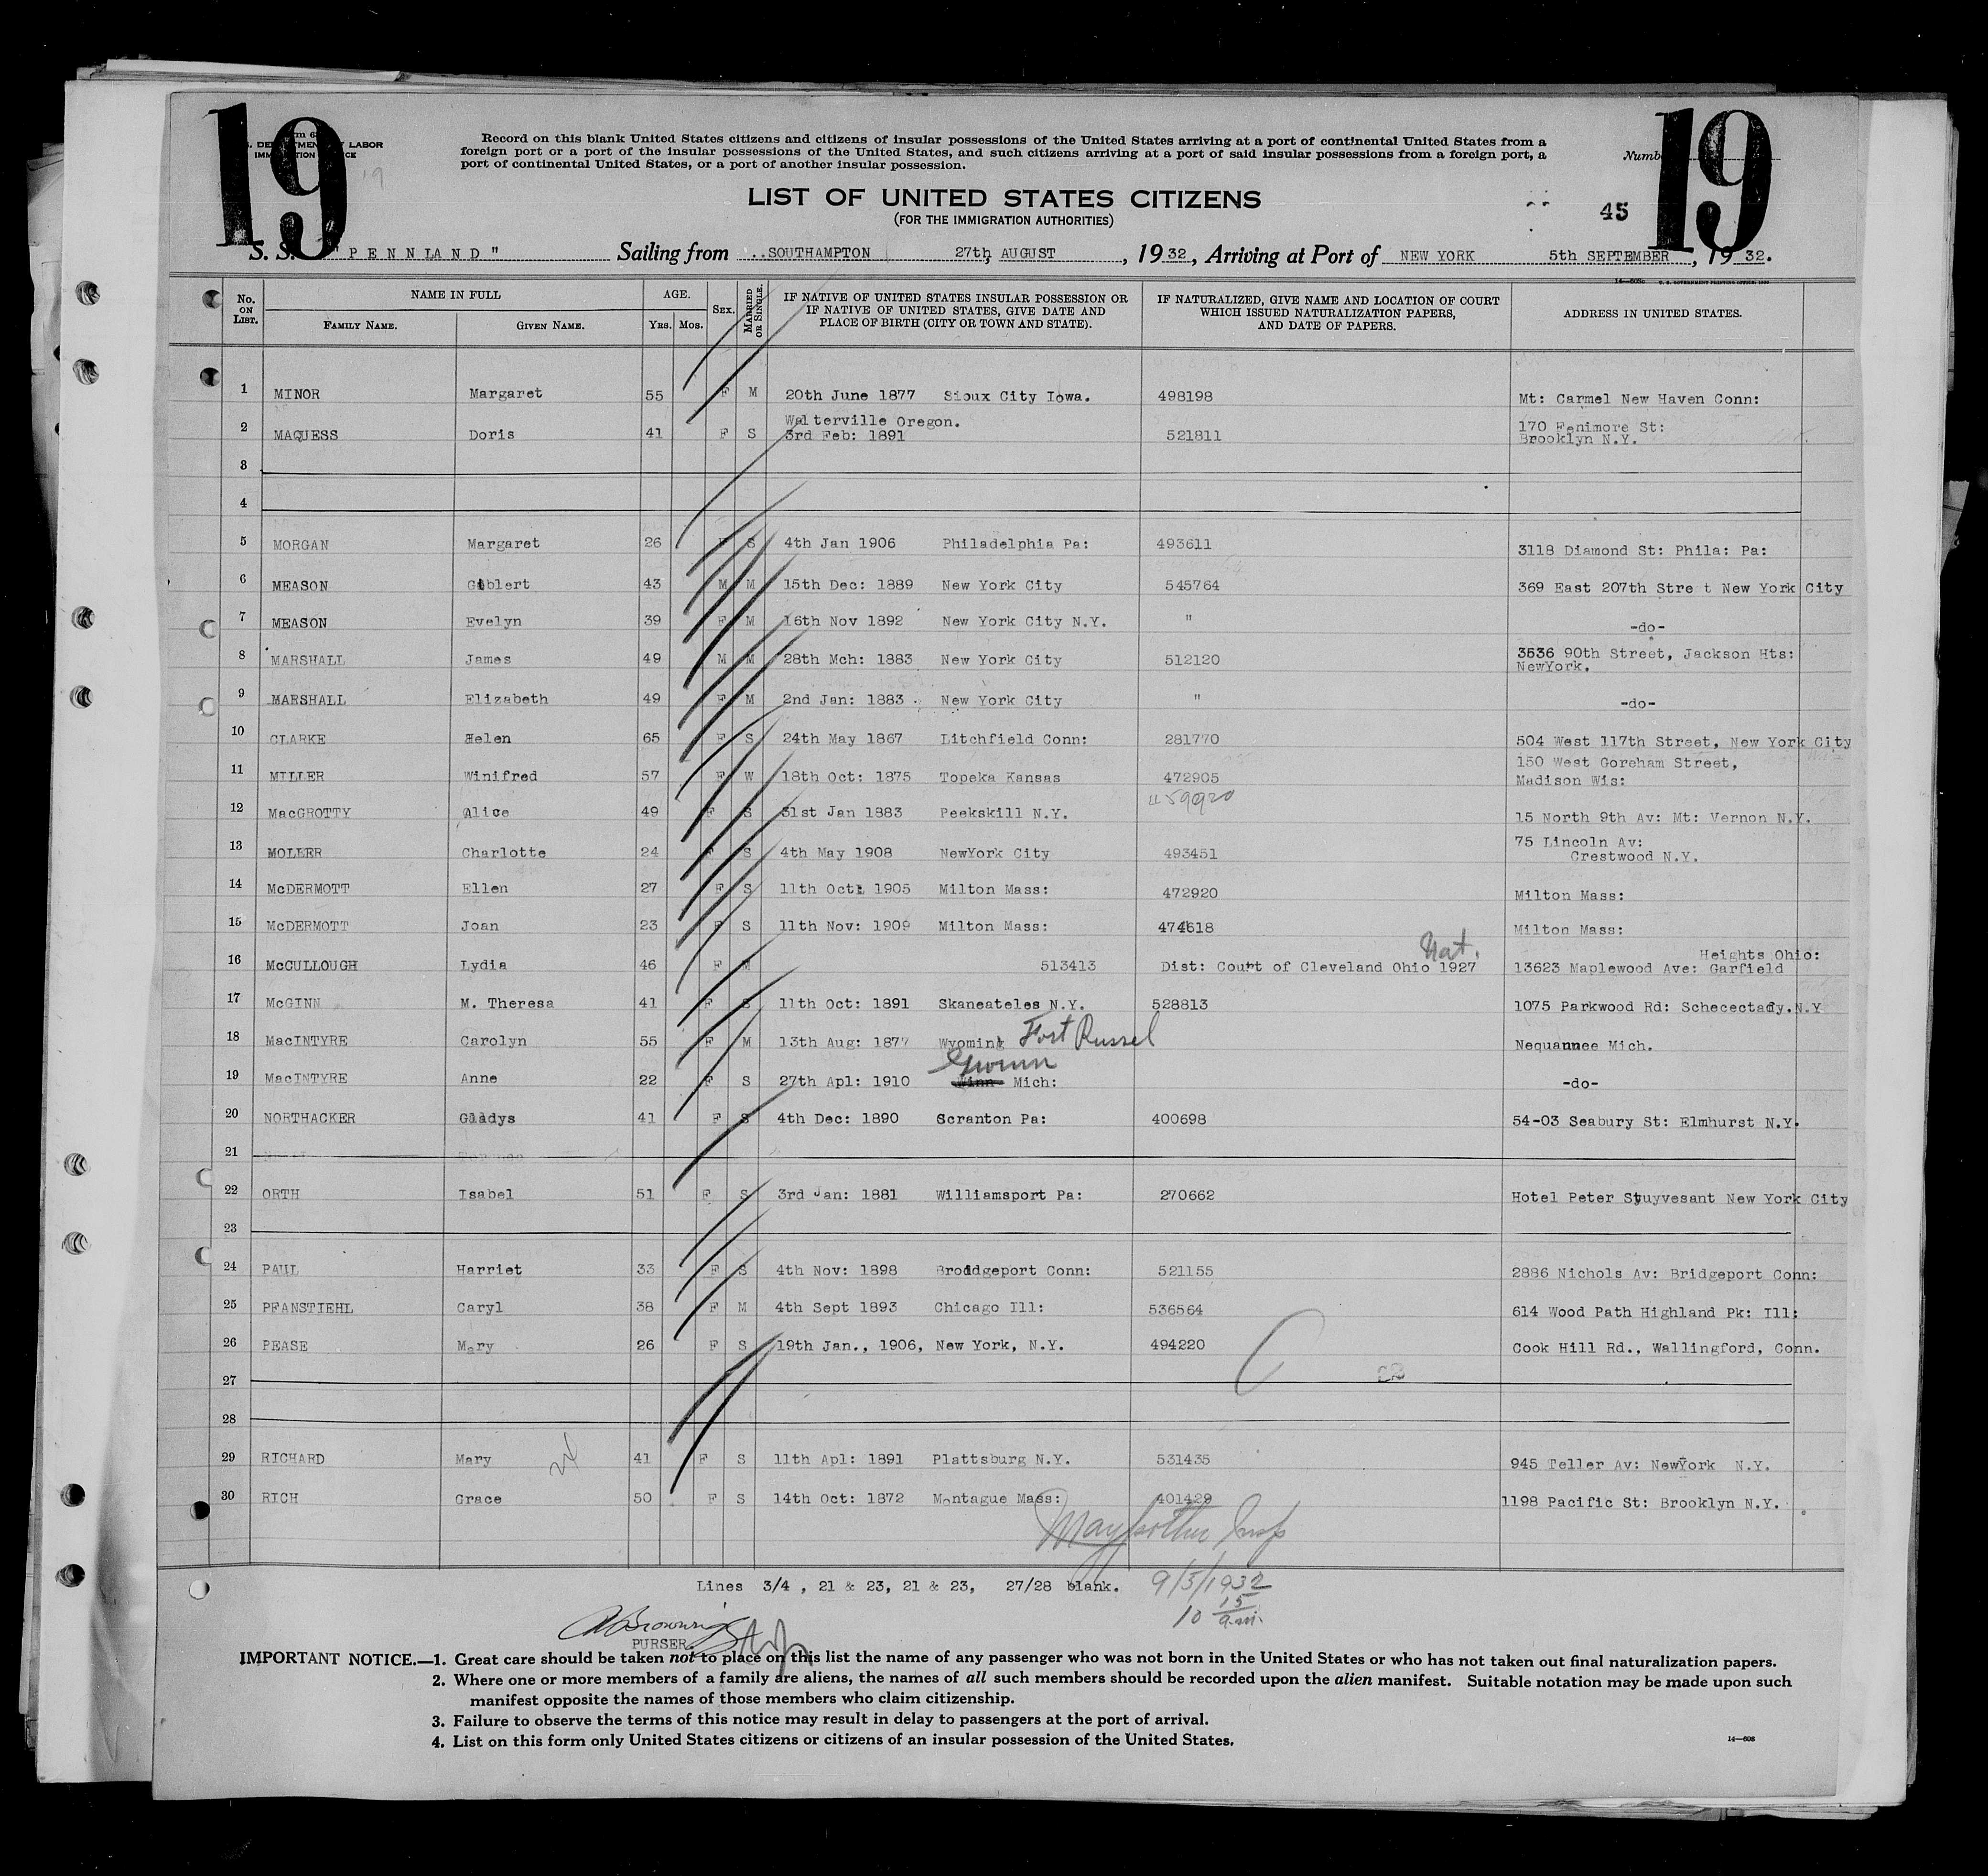 19
19
LABOR
Record on this blank United States citizens and citizens of insular possessions of the United States arriving at a port of continental United States from a
foreign port or a port of the insular possessions of the United States, and such citizens arriving at a port of said insular possessions from a foreign port, a
port of continental United States, or a port of another insular possession.
19
LIST OF UNITED STATES CITIZENS
(FOR THE IMMIGRATION AUTHORITIES)
45
S. S. "PENNLAND" Sailing from ..SOUTHAMPTON 27th, AUGUST, 1932, Arriving at Port of NEW YORK 5th SEPTEMBER, 1932.
No. ON LIST. NAME IN FULL FAMILY NAME. GIVEN NAME. AGE. YRS. MOS. SEX. MARRIED OR SINGLE. IF NATIVE OF UNITED STATES INSULAR POSSESSION OR IF NATIVE OF UNITED STATES, GIVE DATE AND PLACE OF BIRTH (CITY OR TOWN AND STATE). IF NATURALIZED, GIVE NAME AND LOCATION OF COURT WHICH ISSUED NATURALIZATION PAPERS, AND DATE OF PAPERS. ADDRESS IN UNITED STATES.
1 MINOR Margaret 55 F M 20th June 1877 Sioux City Iowa. 498198 Mt: Carmel New Haven Conn:
2 MAQUESS Doris 41 F S Walterville Oregon. 3rd Feb: 1891 521811 170 Fenimore St: Brooklyn N.Y.
3
4
5 MORGAN Margaret 26 F S 4th Jan 1906 Philadelphia Pa: 493611 3118 Diamond St: Phila: Pa:
6 MEASON Giblert 43 M M 15th Dec: 1889 New York City 545764 369 East 207th Stre t New York City
7 MEASON Evelyn 39 F M 16th Nov 1892 New York City N.Y. " -do-
8 MARSHALL James 49 M M 28th Mch: 1883 New York City 512120 3536 90th Street, Jackson Hts: NewYork.
9 MARSHALL Elizabeth 49 F M 2nd Jan: 1883 New York City " -do-
10 CLARKE Helen 65 F S 24th May 1867 Litchfield Conn: 281770 504 West 117th Street, New York City
11 MILLER Winifred 57 F W 18th Oct: 1875 Topeka Kansas 472905 150 West Goreham Street, Madison Wis:
12 MacGROTTY Alice 49 F S 31st Jan 1883 Peekskill N.Y. 459920 15 North 9th Av: Mt: Vernon N.Y.
13 MOLLER Charlotte 24 F S 4th May 1908 NewYork City 493451 75 Lincoln Av: Crestwood N.Y.
14 McDERMOTT Ellen 27 F S 11th Oct: 1905 Milton Mass: 472920 Milton Mass:
15 McDERMOTT Joan 23 F S 11th Nov: 1909 Milton Mass: 474618 Milton Mass:
16 McCULLOUGH Lydia 46 F M 513413 Dist: Court of Cleveland Ohio 1927 Nat. 13623 Maplewood Ave: Garfield Heights Ohio:
17 McGINN M. Theresa 41 F S 11th Oct: 1891 Skaneateles N.Y. 528813 1075 Parkwood Rd: Schecectady.N.Y
18 MacINTYRE Carolyn 55 F M 13th Aug: 1877 Wyoming Fort Russel Nequannee Mich.
19 MacINTYRE Anne 22 F S 27th Apl: 1910 Gwinn Mich: -do-
20 NORTHACKER Gladys 41 F S 4th Dec: 1890 Scranton Pa: 400698 54-03 Seabury St: Elmhurst N.Y.
21
22 ORTH Isabel 51 F S 3rd Jan: 1881 Williamsport Pa: 270662 Hotel Peter Stuyvesant New York City
23
24 PAUL Harriet 33 F S 4th Nov: 1898 Broddgeport Conn: 521155 2886 Nichols Av: Bridgeport Conn:
25 PFANSTIEHL Caryl 38 F M 4th Sept 1893 Chicago Ill: 536564 614 Wood Path Highland Pk: Ill:
26 PEASE Mary 26 F S 19th Jan., 1906, New York, N.Y. 494220 Cook Hill Rd., Wallingford, Conn.
27
28
29 RICHARD Mary 41 F S 11th Apl: 1891 Plattsburg N.Y. 531435 945 Teller Av: NewYork N.Y.
30 RICH Grace 50 F S 14th Oct: 1872 Montague Mass: 401429 1198 Pacific St: Brooklyn N.Y.
Lines 3/4 , 21 & 23, 21 & 23, 27/28 blank.
9/5/1932
10 15 a.m.
PURSER
IMPORTANT NOTICE.—1. Great care should be taken not to place on this list the name of any passenger who was not born in the United States or who has not taken out final naturalization papers.
2. Where one or more members of a family are aliens, the names of all such members should be recorded upon the alien manifest. Suitable notation may be made upon such
manifest opposite the names of those members who claim citizenship.
3. Failure to observe the terms of this notice may result in delay to passengers at the port of arrival.
4. List on this form only United States citizens or citizens of an insular possession of the United States.
14—608